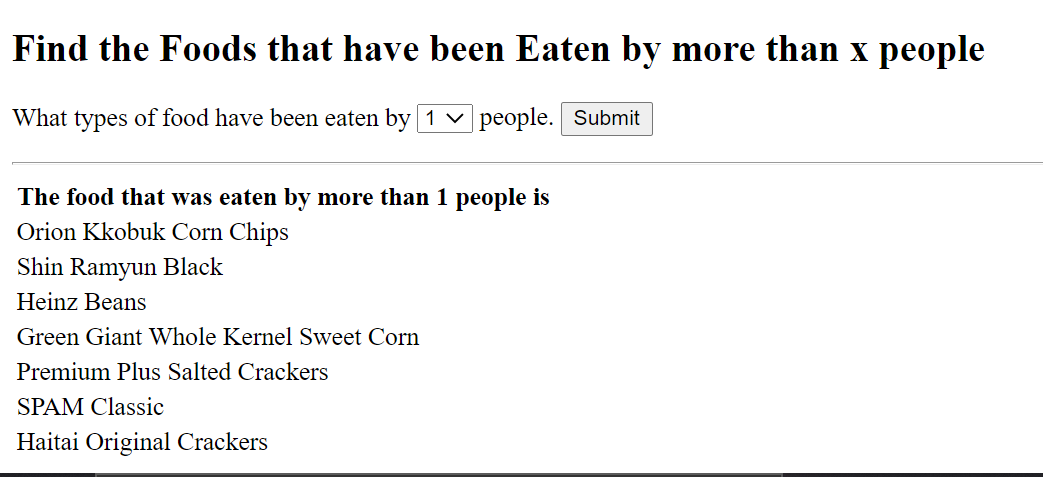 Find the Foods that have been Eaten by more than x people
What types of food have been eaten by 1 people. Submit
The food that was eaten by more than 1 people is
Orion Kkobuk Corn Chips
Shin Ramyun Black
Heinz Beans
Green Giant Whole Kernel Sweet Corn
Premium Plus Salted Crackers
SPAM Classic
Haitai Original Crackers